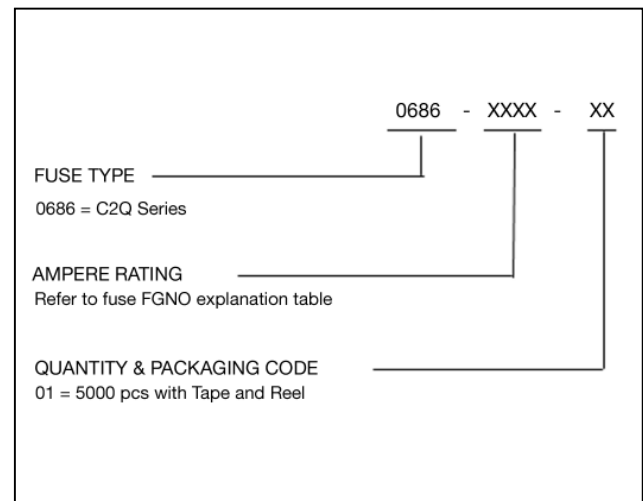 0686 - XXXX - XX
FUSE TYPE
0686 = C2Q Series
AMPERE RATING
Refer to fuse FGNO explanation table
QUANTITY & PACKAGING CODE
01 = 5000 pcs with Tape and Reel